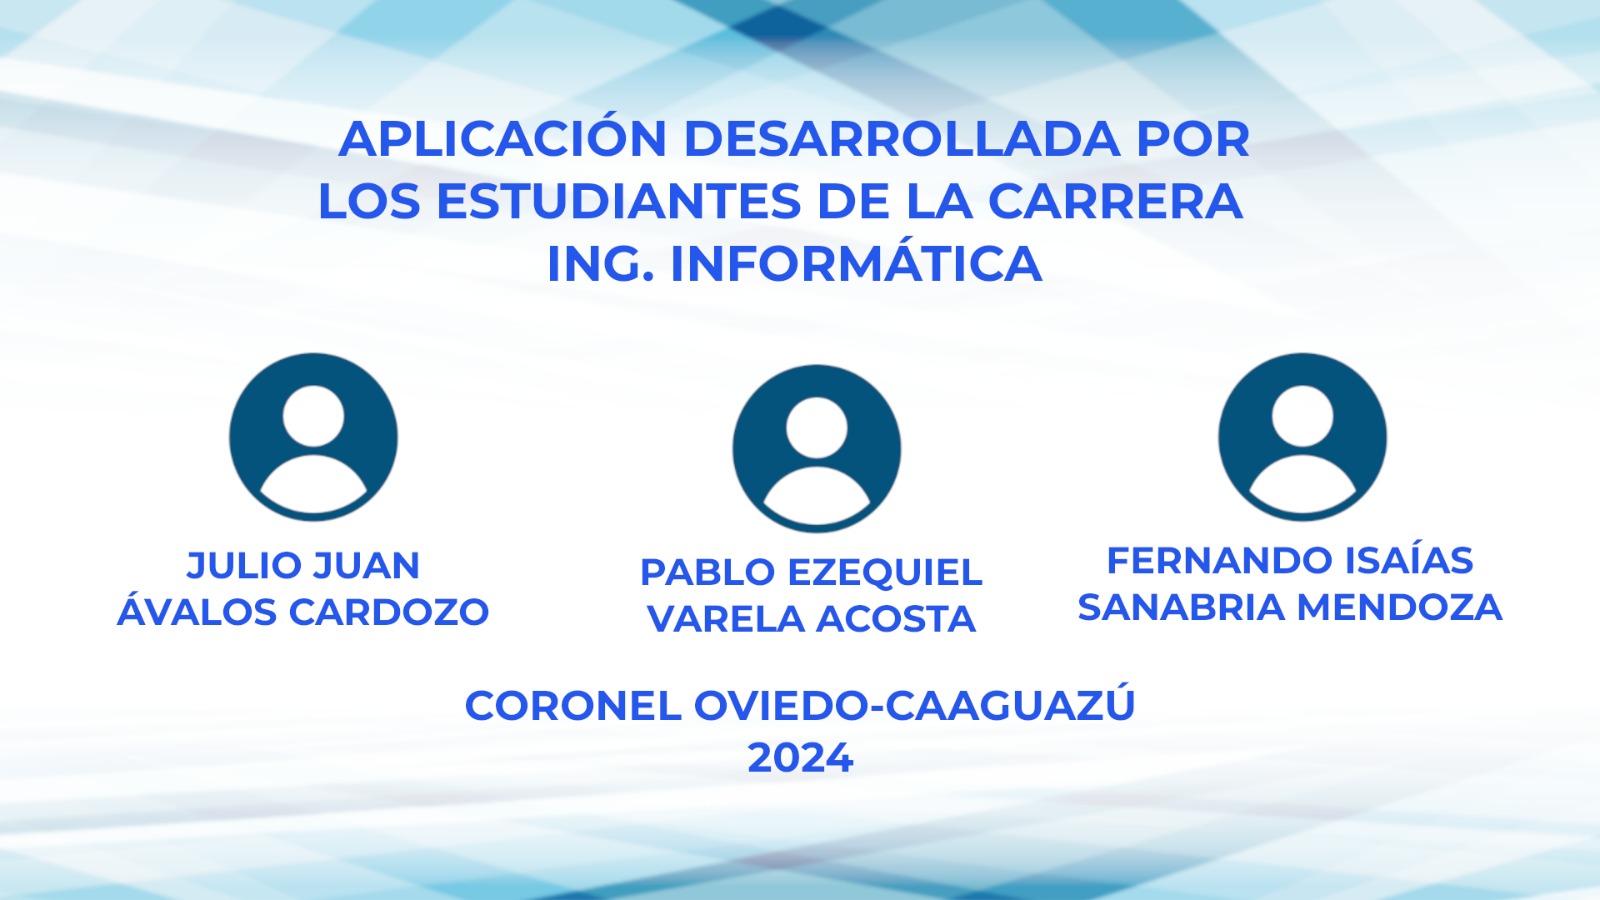 APLICACIÓN DESARROLLADA POR
LOS ESTUDIANTES DE LA CARRERA
ING. INFORMÁTICA
JULIO JUAN
ÁVALOS CARDOZO
PABLO EZEQUIEL
VARELA ACOSTA
FERNANDO ISAÍAS
SANABRIA MENDOZA
CORONEL OVIEDO-CAAGUAZÚ
2024